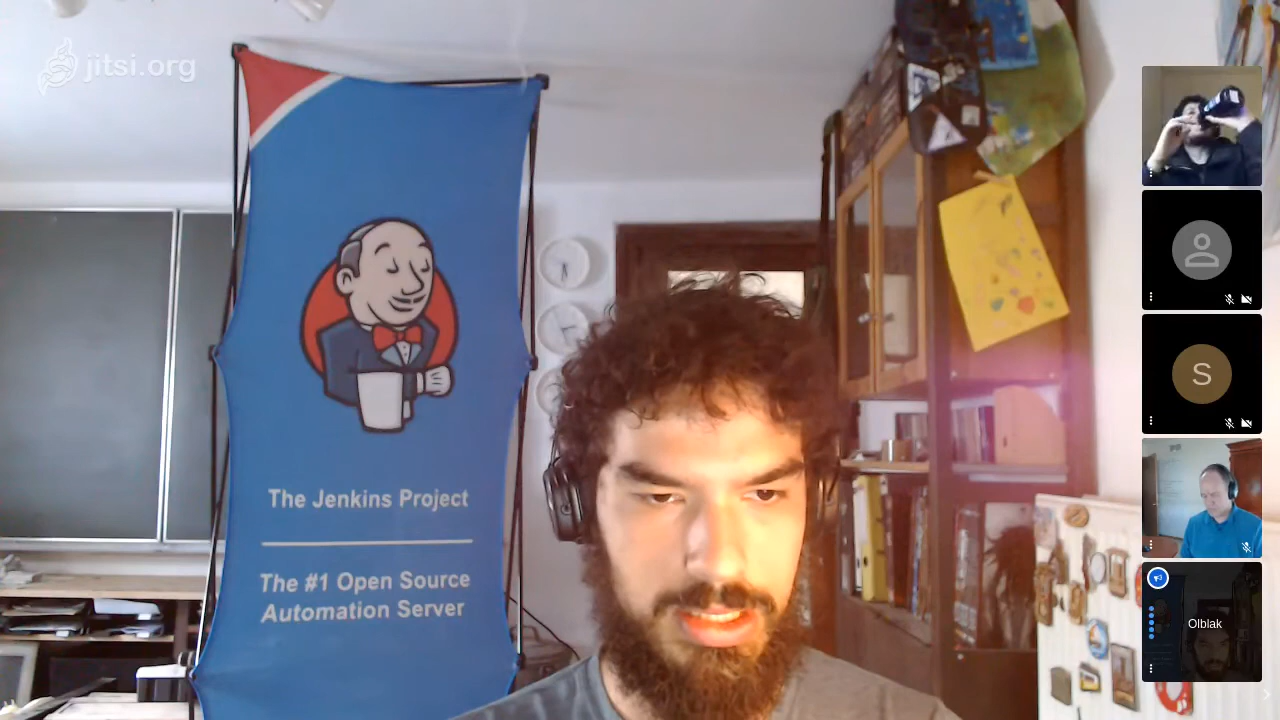 jitsi.org
The Jenkins Project
The #1 Open Source
Automation Server
S
Olblak